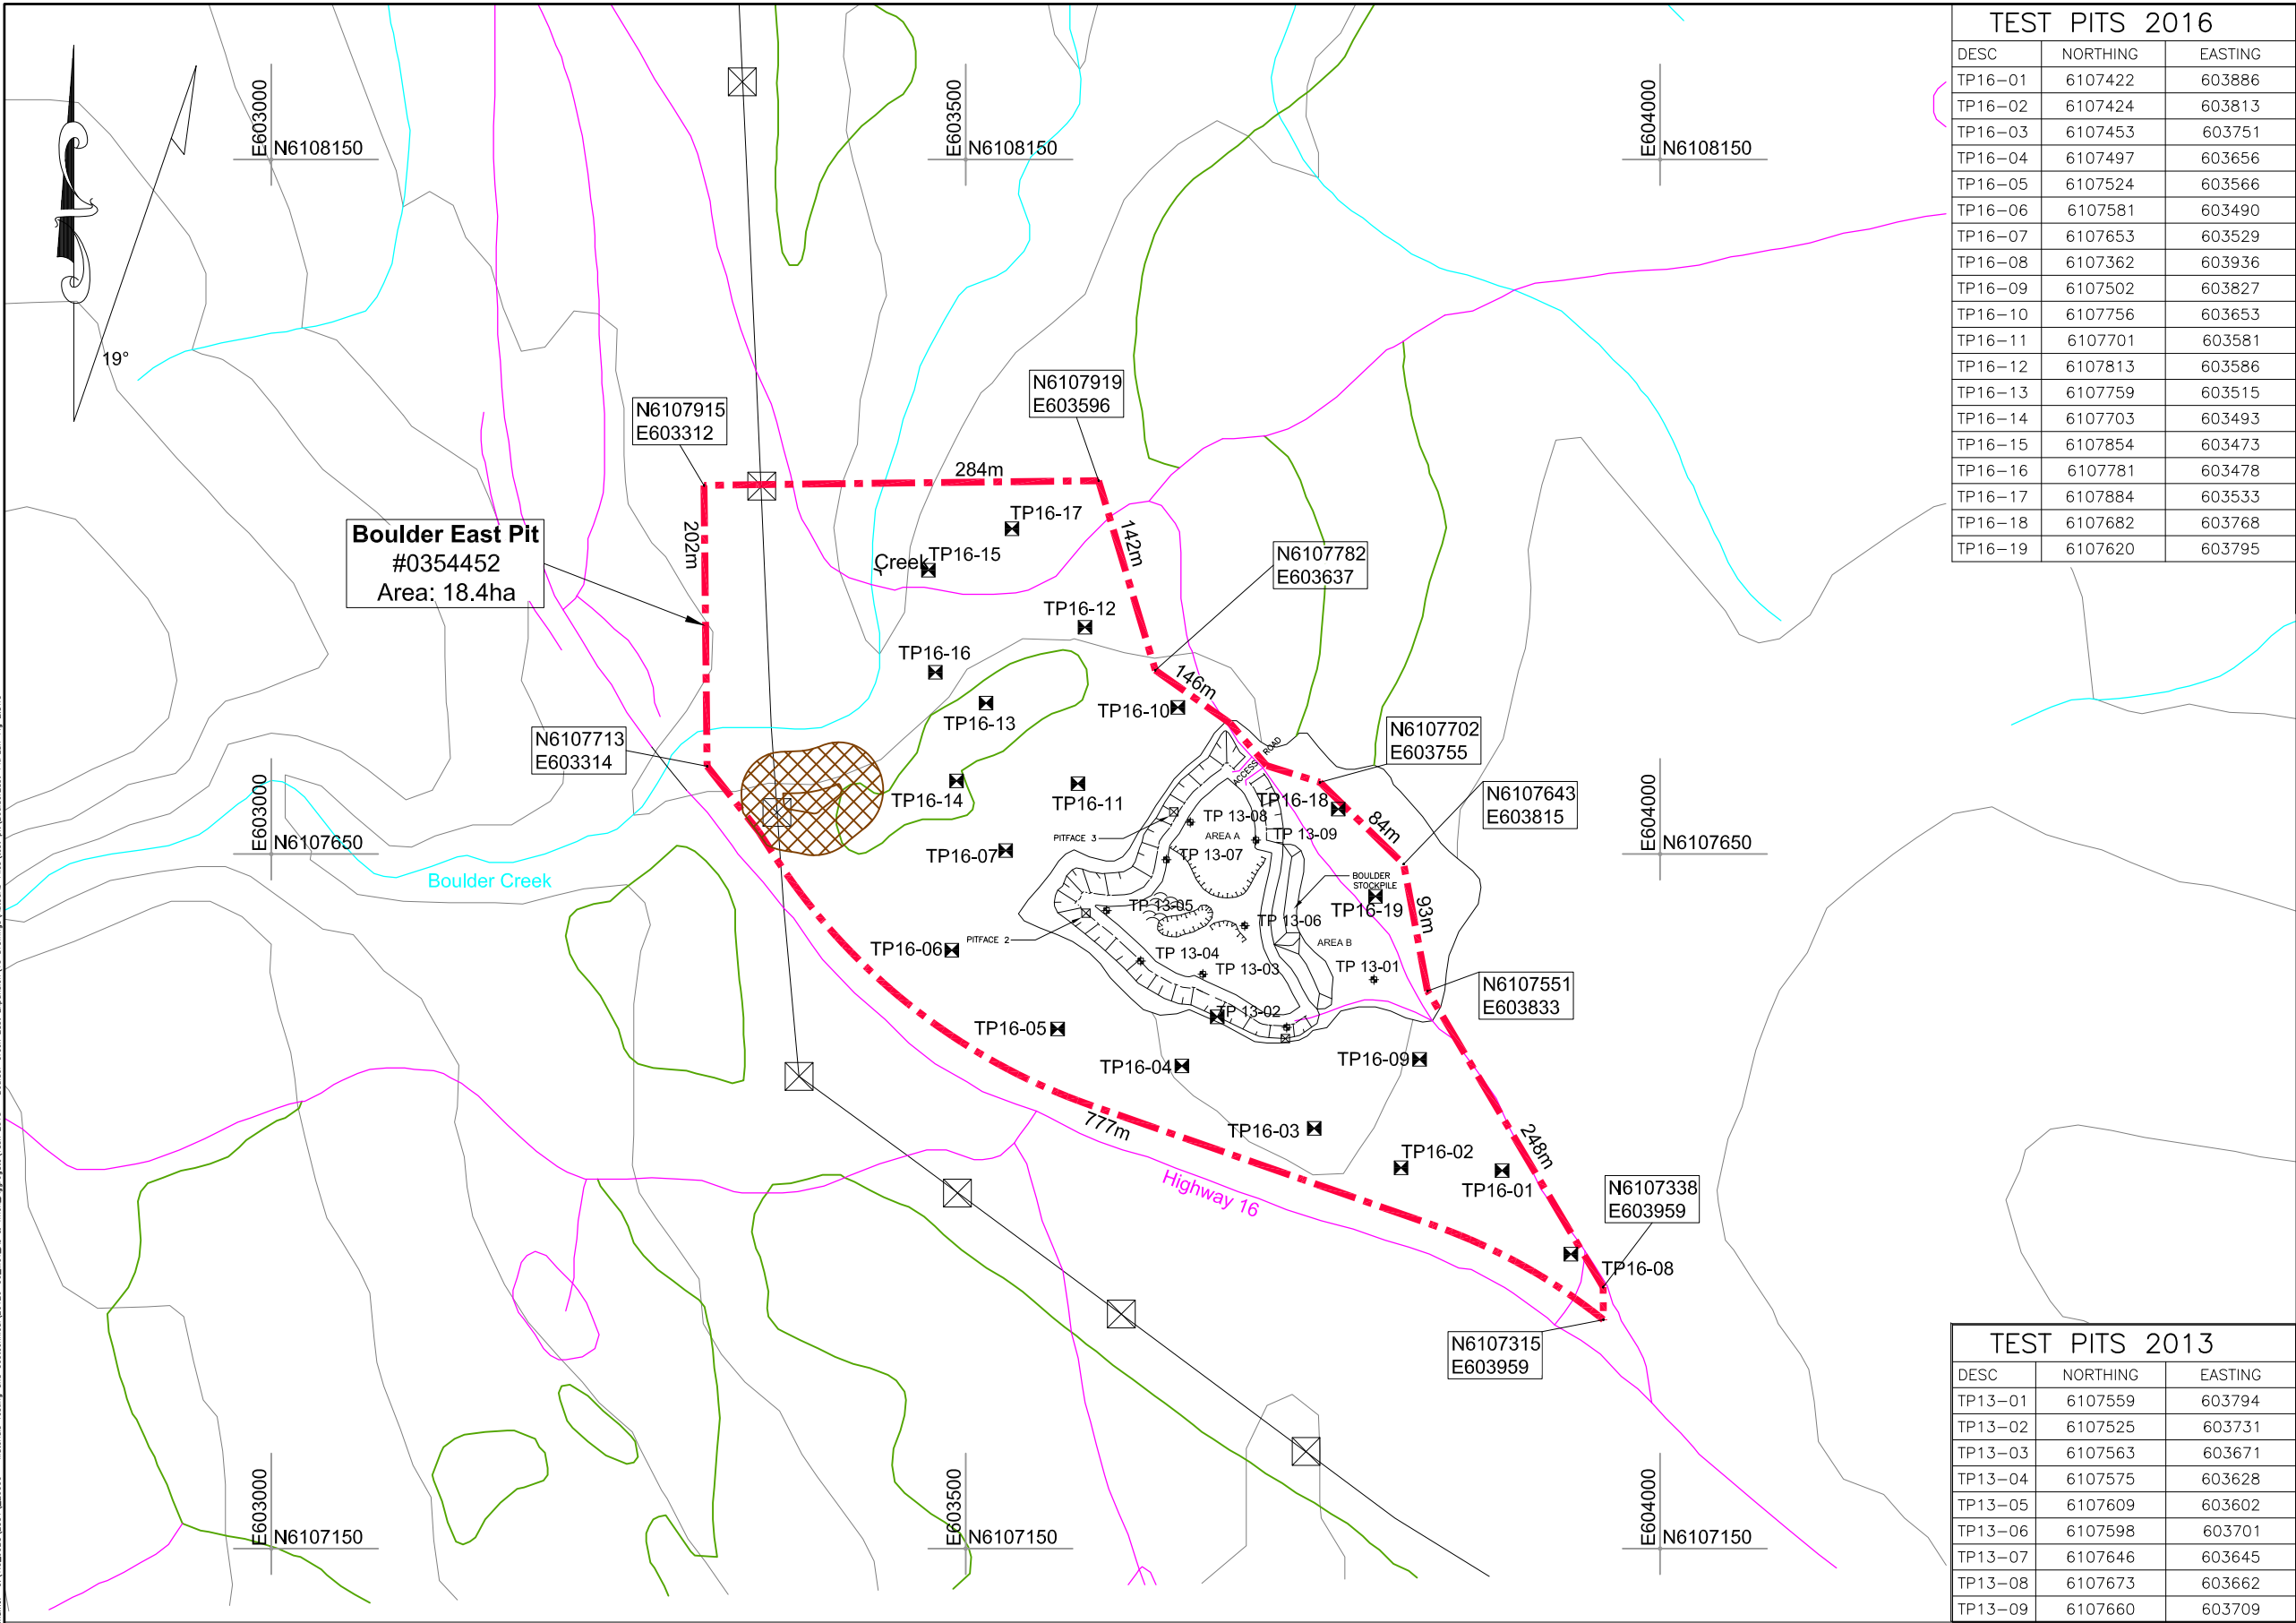 TEST PITS 2016
DESC NORTHING EASTING
TP16-01 6107422 603886
TP16-02 6107424 603813
TP16-03 6107453 603751
TP16-04 6107497 603656
TP16-05 6107524 603566
TP16-06 6107581 603490
TP16-07 6107653 603529
TP16-08 6107362 603936
TP16-09 6107502 603827
TP16-10 6107756 603653
TP16-11 6107701 603581
TP16-12 6107813 603586
TP16-13 6107759 603515
TP16-14 6107703 603493
TP16-15 6107854 603473
TP16-16 6107781 603478
TP16-17 6107884 603533
TP16-18 6107682 603768
TP16-19 6107620 603795
E603000
N6108150
E603500
N6108150
E604000
N6108150
19°
N6107915
E603312
N6107919
E603596
284m
202m
142m
Boulder East Pit
#0354452
Area: 18.4ha
TP16-17
Creek
TP16-15
N6107782
E603637
TP16-12
TP16-16
146m
TP16-10
TP16-13
N6107713
E603314
N6107702
E603755
ACCESS ROAD
TP16-14
TP16-11
TP16-18
N6107643
E603815
84m
E603000
N6107650
E604000
N6107650
TP 13-08
PITFACE 3
AREA A
TP 13-09
TP16-07
TP 13-07
Boulder Creek
BOULDER
STOCKPILE
TP 13-05
TP16-19
93m
TP 13-06
PITFACE 2
TP16-06
AREA B
TP 13-04
TP 13-03
TP 13-01
N6107551
E603833
TP 13-02
TP16-05
TP16-04
TP16-09
777m
TP16-03
248m
TP16-02
TP16-01
Highway 16
N6107338
E603959
TP16-08
N6107315
E603959
E603000
N6107150
E603500
N6107150
E604000
N6107150
TEST PITS 2013
DESC NORTHING EASTING
TP13-01 6107559 603794
TP13-02 6107525 603731
TP13-03 6107563 603671
TP13-04 6107575 603628
TP13-05 6107609 603602
TP13-06 6107598 603701
TP13-07 6107646 603645
TP13-08 6107673 603662
TP13-09 6107660 603709